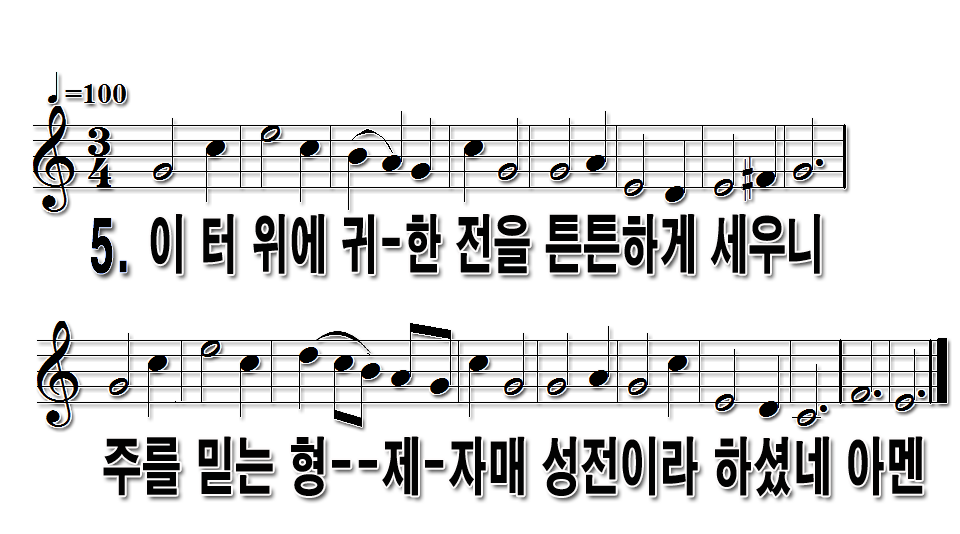 =100
3
4
5. 이 터 위에 귀-한 전을 튼튼하게 세우니
주를 믿는 형--제-자매 성전이라 하셨네 아멘